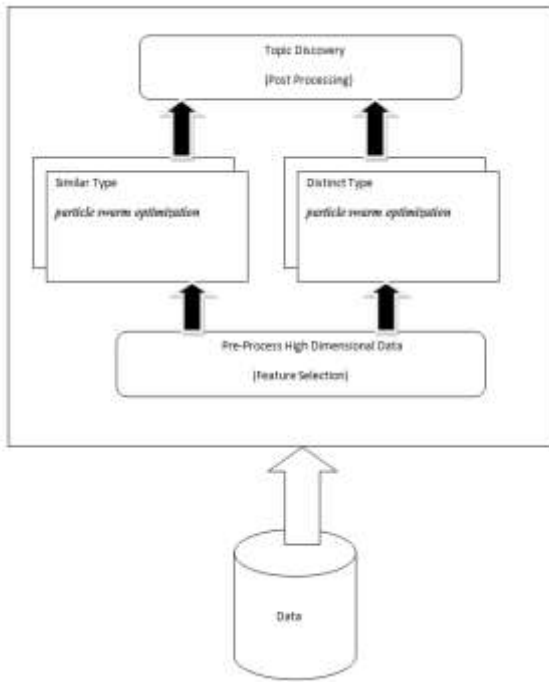 Topic Discovery
(Post Processing)
Similar Type
particle swarm optimization
Distinct Type
particle swarm optimization
Pre-Process High Dimensional Data
(Feature Selection)
Data